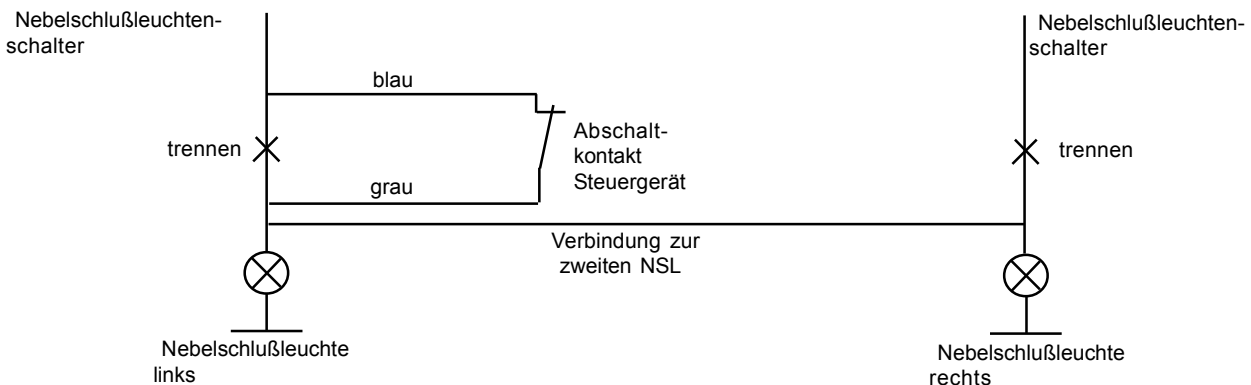 Nebelschlußleuchten-
schalter
Nebelschlußleuchten-
schalter
blau
trennen
Abschalt-
kontakt
Steuergerät
trennen
grau
Verbindung zur
zweiten NSL
Nebelschlußleuchte
links
Nebelschlußleuchte
rechts